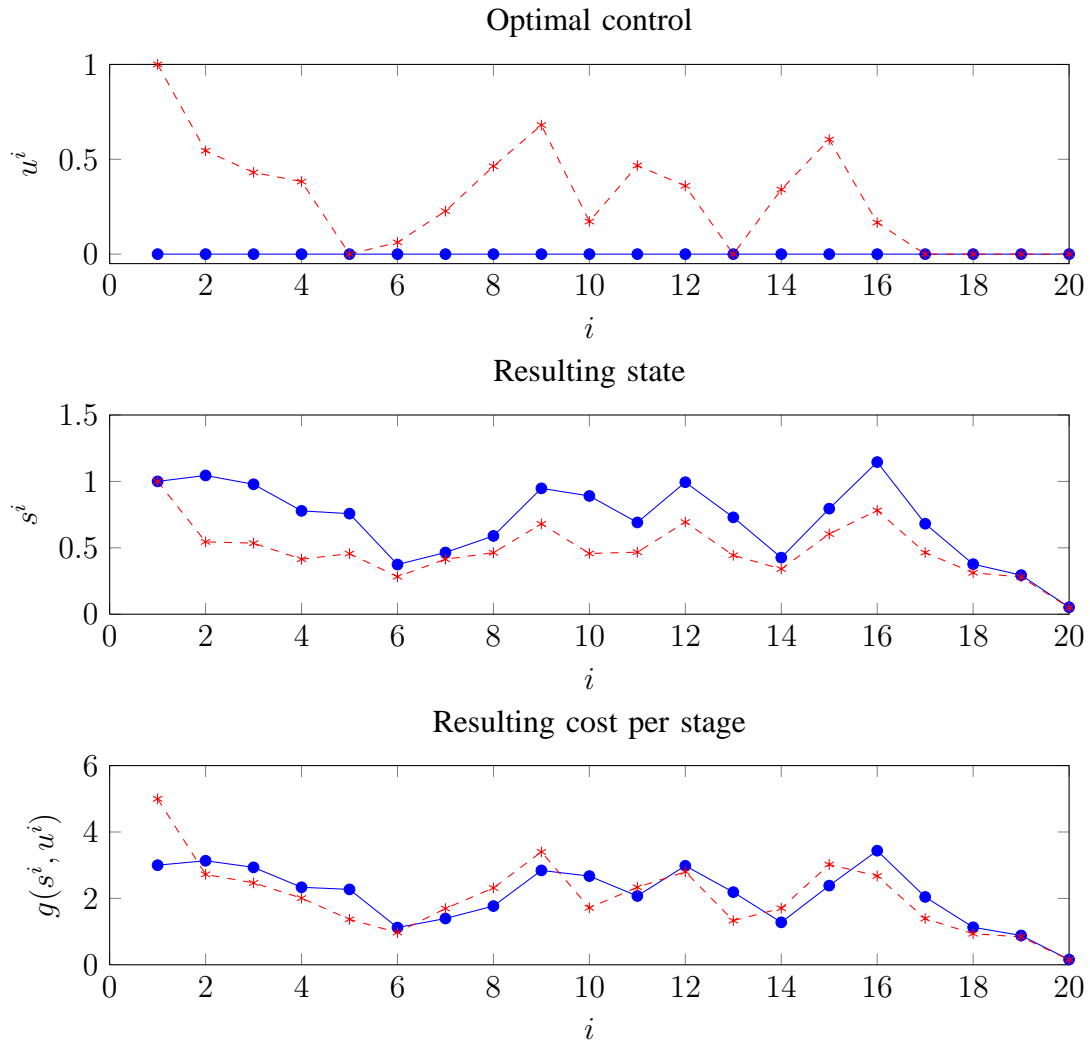 Optimal control
1
0.5
0
u^i
0 2 4 6 8 10 12 14 16 18 20
i
Resulting state
1.5
1
0.5
0
s^i
0 2 4 6 8 10 12 14 16 18 20
i
Resulting cost per stage
6
4
2
0
g(s^i, u^i)
0 2 4 6 8 10 12 14 16 18 20
i